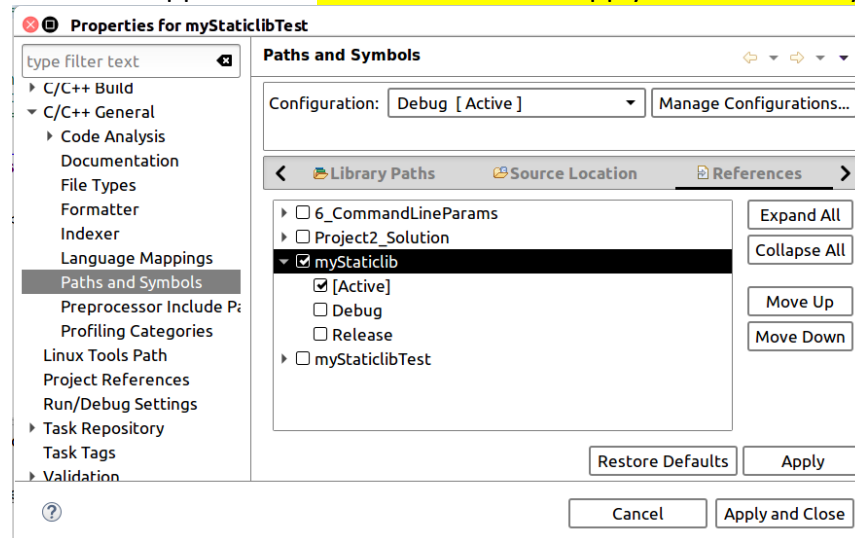 Properties for myStaticlibTest
type filter text
Paths and Symbols
C/C++ Build
C/C++ General
Code Analysis
Documentation
File Types
Formatter
Indexer
Language Mappings
Paths and Symbols
Preprocessor Include Pa
Profiling Categories
Linux Tools Path
Project References
Run/Debug Settings
Task Repository
Task Tags
Validation
Configuration: Debug [ Active ] Manage Configurations...
Library Paths Source Location References
6_CommandLineParams
Project2_Solution
myStaticlib
[Active]
Debug
Release
myStaticlibTest
Expand All
Collapse All
Move Up
Move Down
Restore Defaults Apply
Cancel Apply and Close